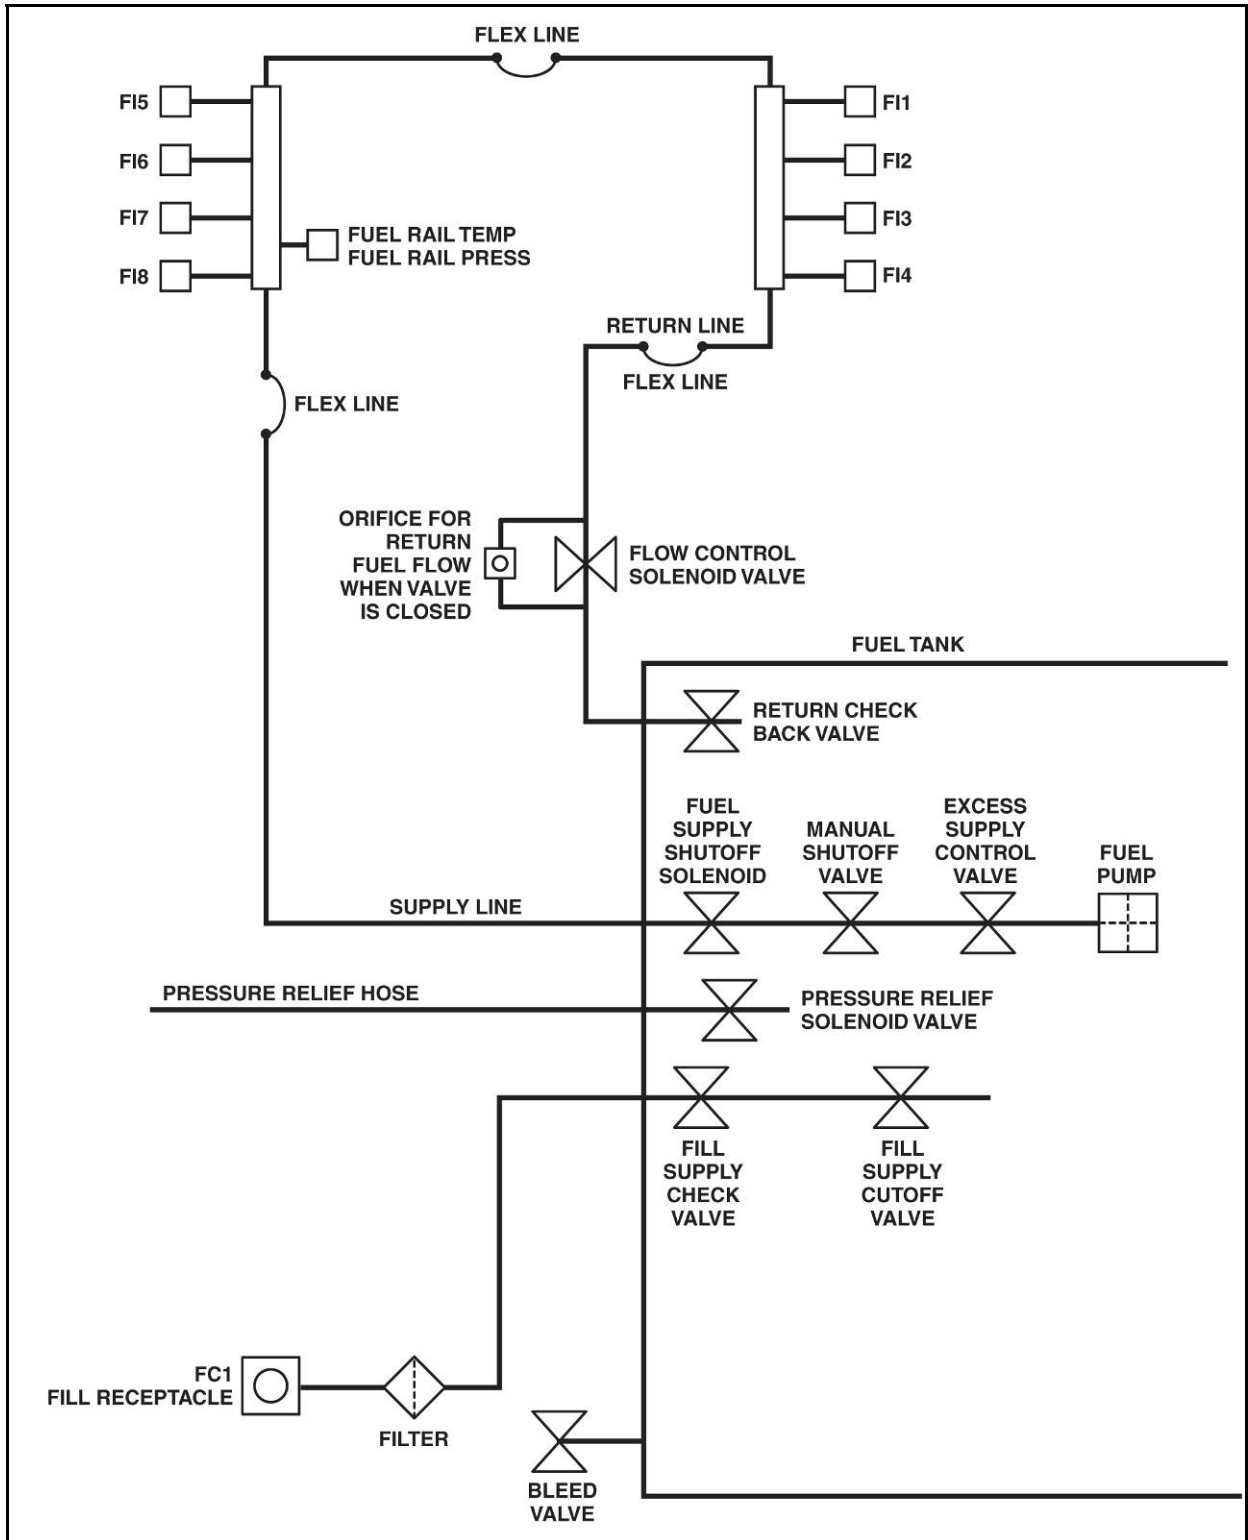 FLEX LINE
FI5
FI6
FI7
FI8
FUEL RAIL TEMP
FUEL RAIL PRESS
FI1
FI2
FI3
FI4
RETURN LINE
FLEX LINE
FLEX LINE
ORIFICE FOR
RETURN
FUEL FLOW
WHEN VALVE
IS CLOSED
FLOW CONTROL
SOLENOID VALVE
FUEL TANK
RETURN CHECK
BACK VALVE
FUEL
SUPPLY
SHUTOFF
SOLENOID
MANUAL
SHUTOFF
VALVE
EXCESS
SUPPLY
CONTROL
VALVE
FUEL
PUMP
SUPPLY LINE
PRESSURE RELIEF HOSE
PRESSURE RELIEF
SOLENOID VALVE
FILL
SUPPLY
CHECK
VALVE
FILL
SUPPLY
CUTOFF
VALVE
FC1
FILL RECEPTACLE
FILTER
BLEED
VALVE